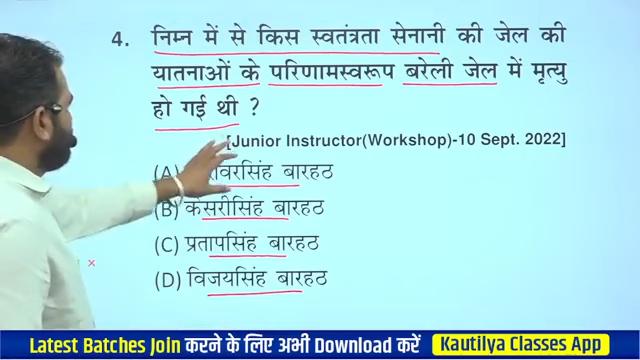 4. निम्न में से किस स्वतंत्रता सेनानी की जेल की
यातनाओं के परिणामस्वरूप बरेली जेल में मृत्यु
हो गई थी ?
[Junior Instructor(Workshop)-10 Sept. 2022]
(A) बारहठ
(B) केसरीसिंह बारहठ
(C) प्रतापसिंह बारहठ
(D) विजयसिंह बारहठ
Latest Batches Join करने के लिए अभी Download करें Kautilya Classes App